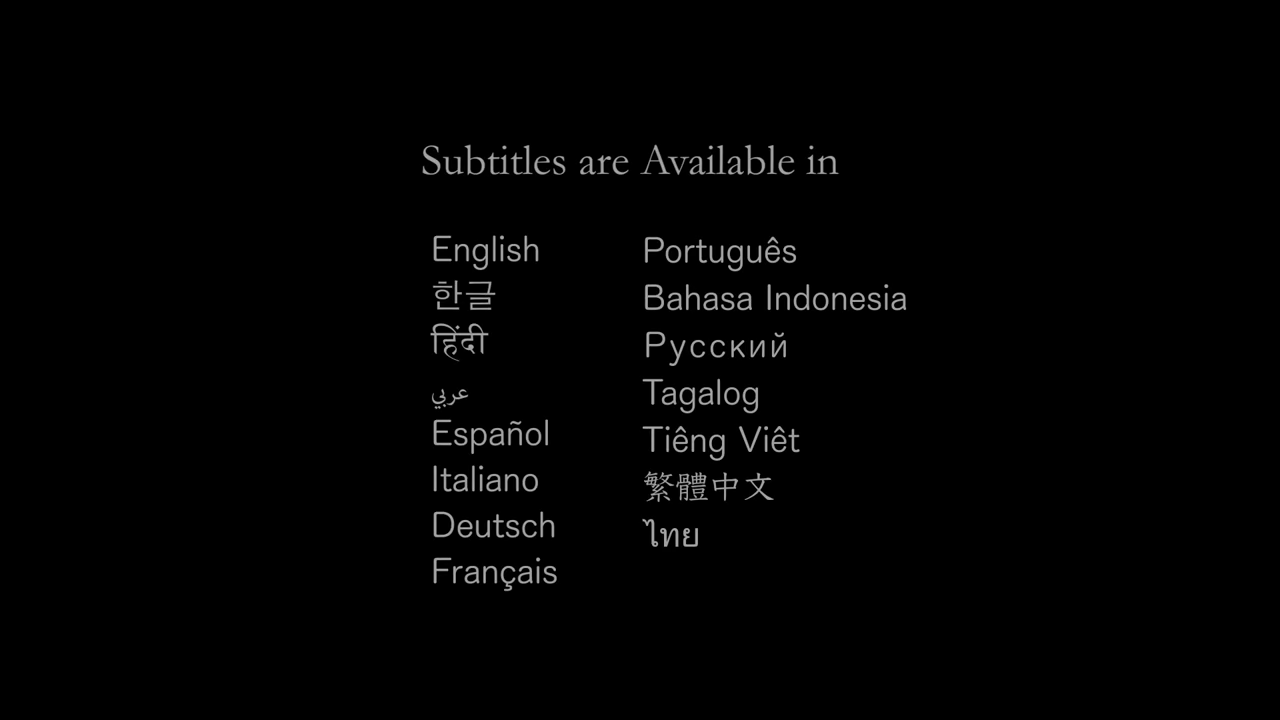 Subtitles are Available in
English
한글
हिंदी
عربي
Español
Italiano
Deutsch
Français
Português
Bahasa Indonesia
Русский
Tagalog
Tiêng Viêt
繁體中文
ไทย